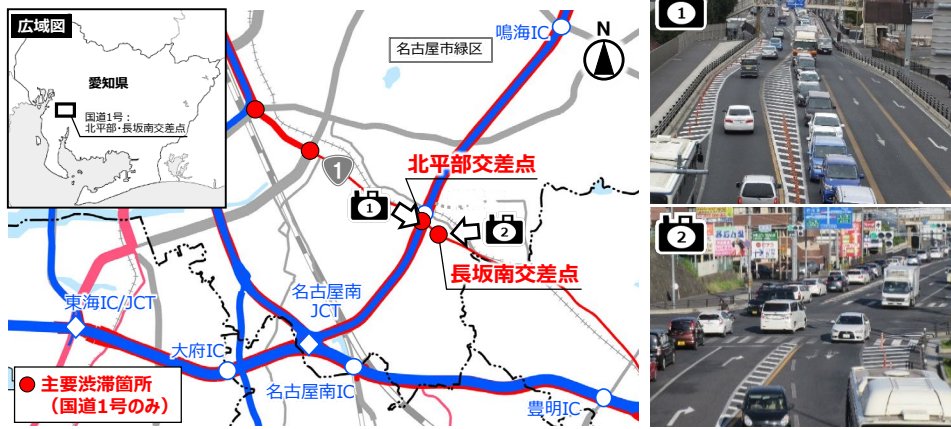 広域図
愛知県
国道1号：
北平部・長坂南交差点
鳴海IC
名古屋市緑区
N
1
北平部交差点
1
2
長坂南交差点
東海IC/JCT
名古屋南
JCT
大府IC
名古屋南IC
豊明IC
主要渋滞箇所
（国道1号のみ）
1
2